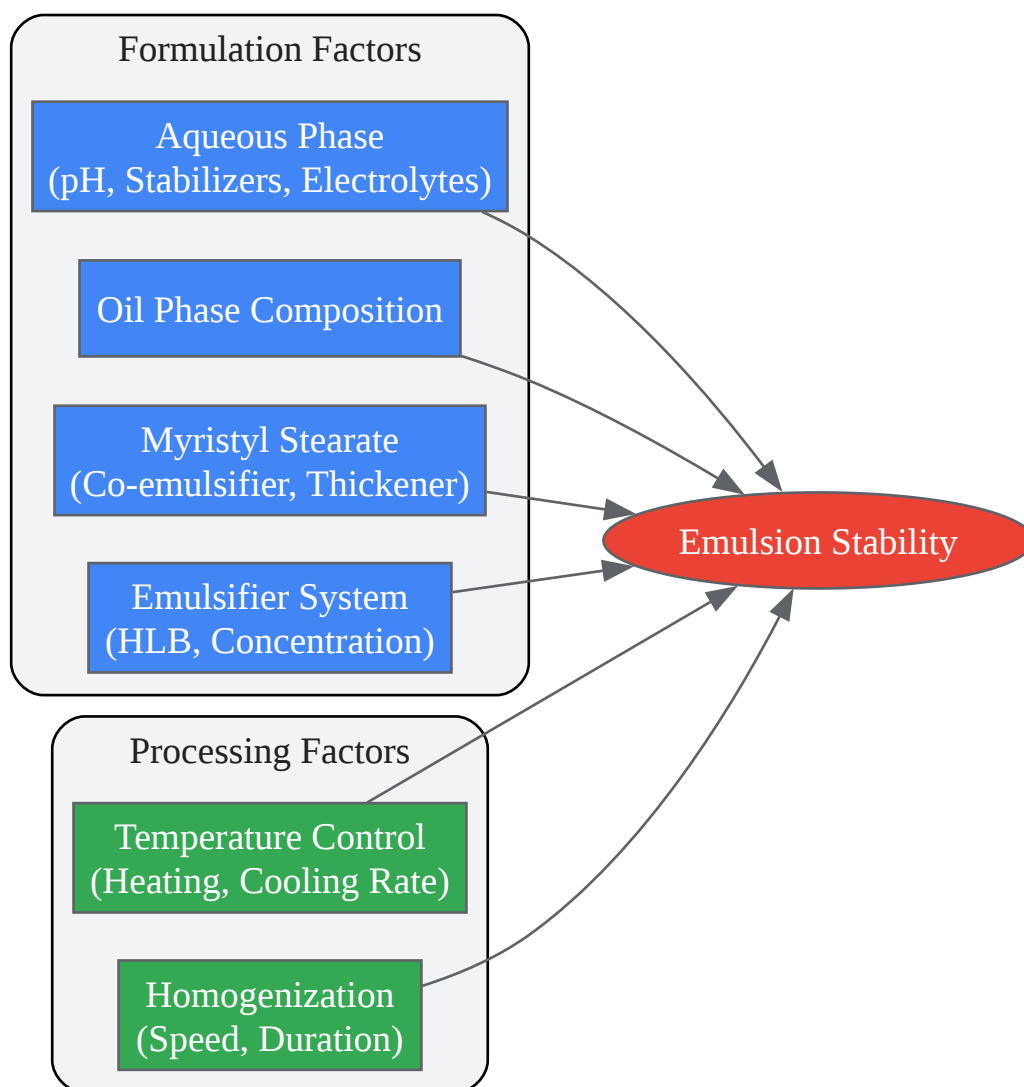 Formulation Factors
Aqueous Phase
(pH, Stabilizers, Electrolytes)
Oil Phase Composition
Myristyl Stearate
(Co-emulsifier, Thickener)
Emulsifier System
(HLB, Concentration)
Emulsion Stability
Processing Factors
Temperature Control
(Heating, Cooling Rate)
Homogenization
(Speed, Duration)